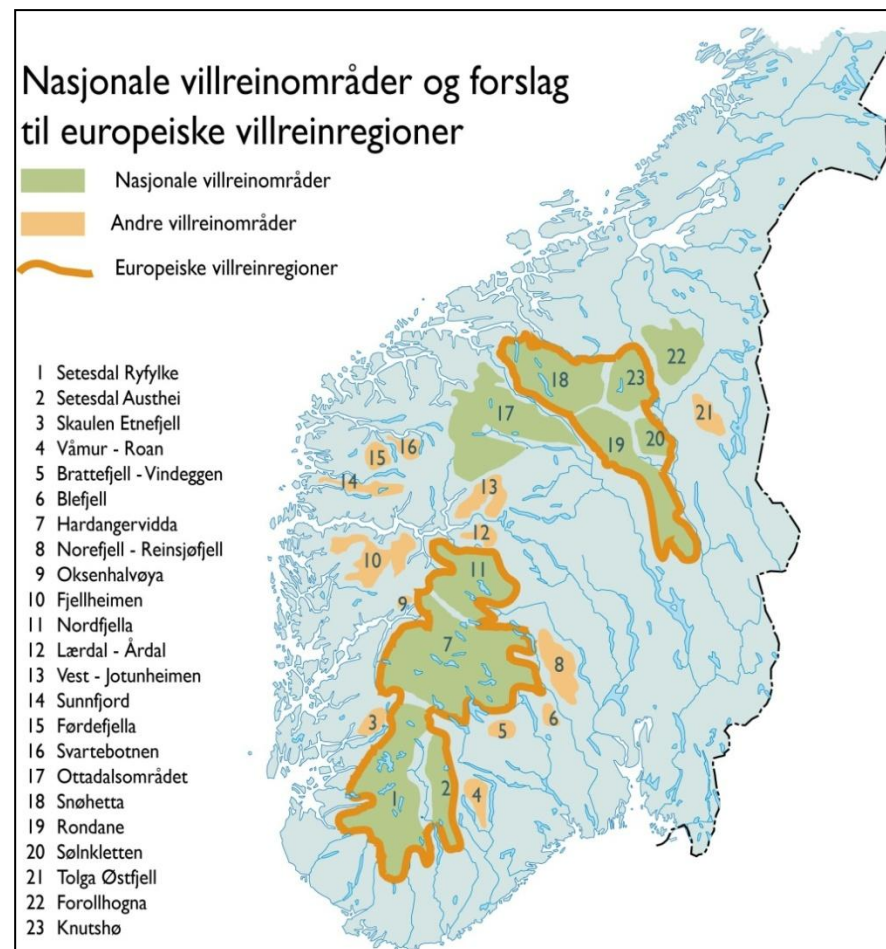 Nasjonale villreinområder og forslag
til europeiske villreinregioner
Nasjonale villreinområder
Andre villreinområder
Europeiske villreinregioner
1 Setesdal Ryfylke
2 Setesdal Austhei
3 Skaulen Etnefjell
4 Våmur - Roan
5 Brattefjell - Vindeggen
6 Blefjell
7 Hardangervidda
8 Norefjell - Reinsjøfjell
9 Oksenhalvøya
10 Fjellheimen
11 Nordfjella
12 Lærdal - Årdal
13 Vest - Jotunheimen
14 Sunnfjord
15 Førdefjella
16 Svartebotnen
17 Ottadalsområdet
18 Snøhetta
19 Rondane
20 Sølnkletten
21 Tolga Østfjell
22 Forollhogna
23 Knutshø
22
18
23
17
21
19
20
16
15
14
13
12
10
11
9
7
8
3
5
6
1
2
4